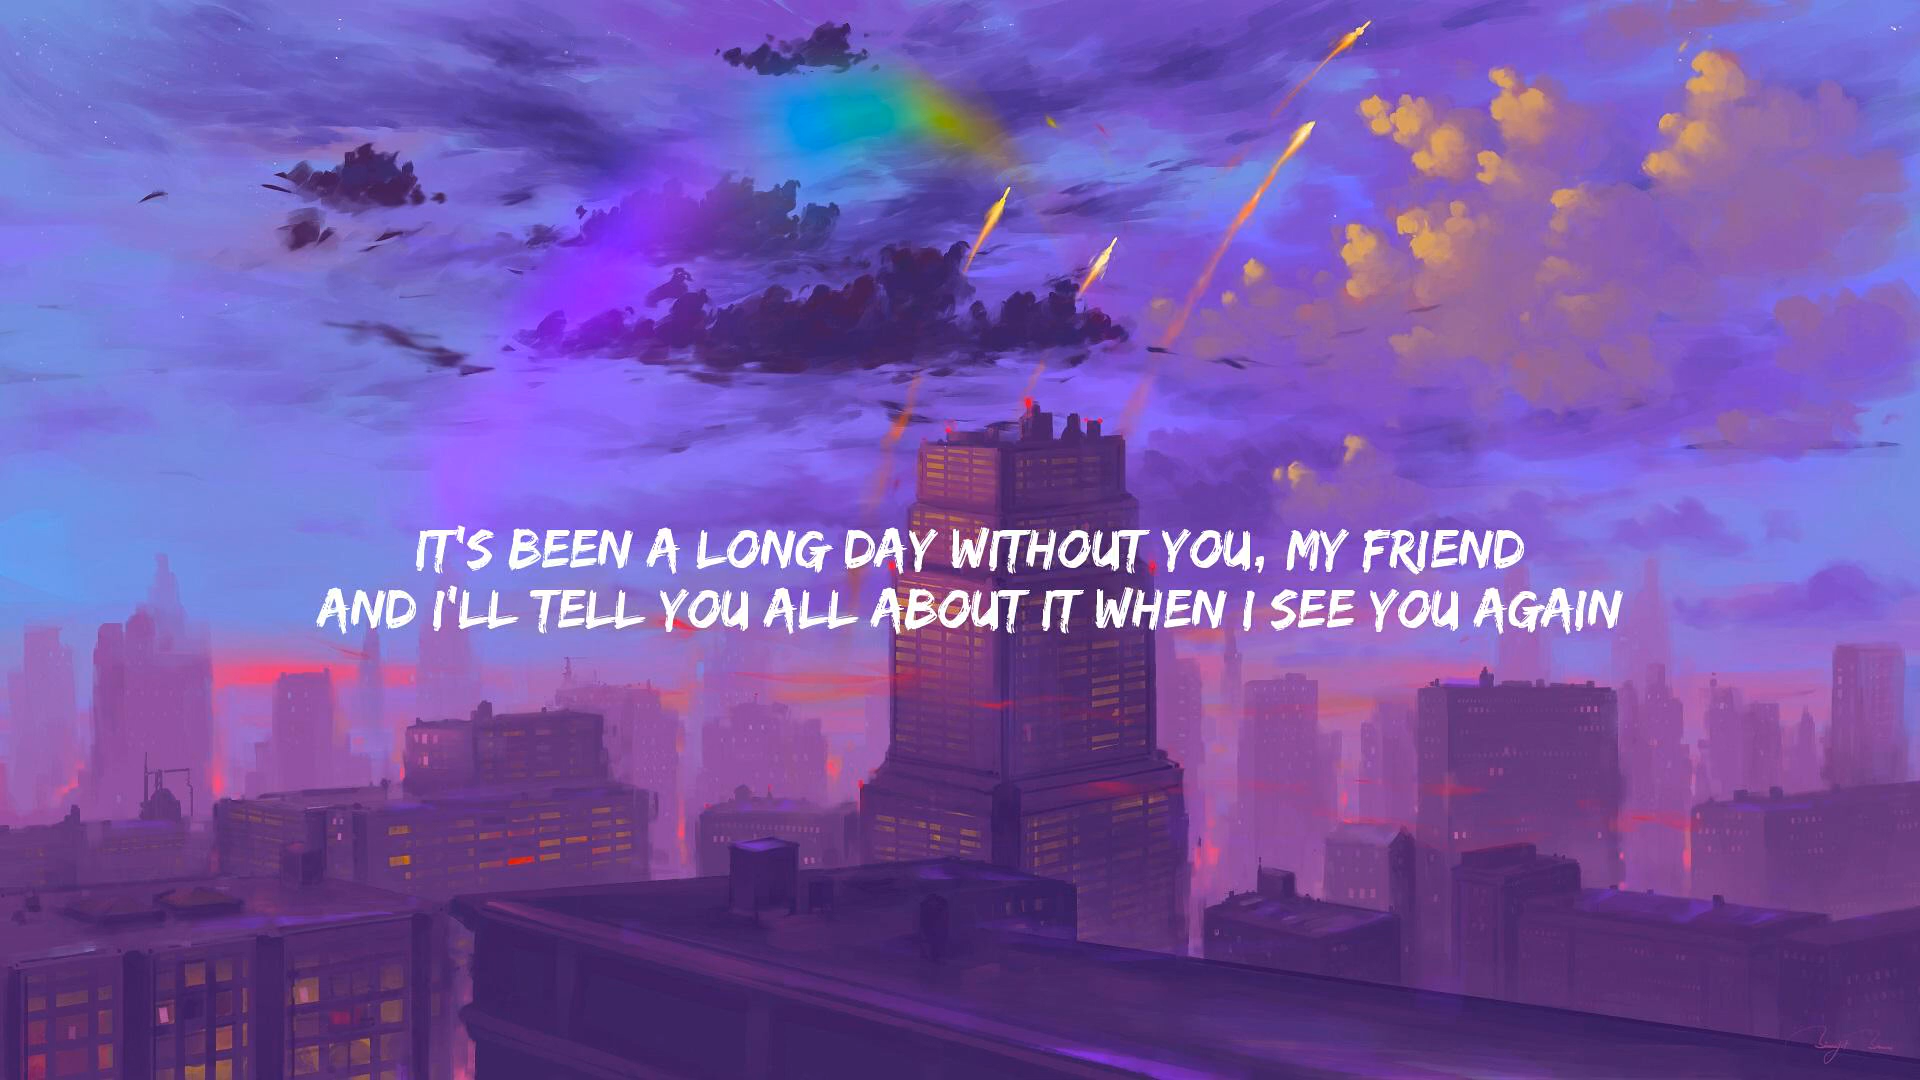 IT'S BEEN A LONG DAY WITHOUT YOU, MY FRIEND
AND I'LL TELL YOU ALL ABOUT IT WHEN I SEE YOU AGAIN